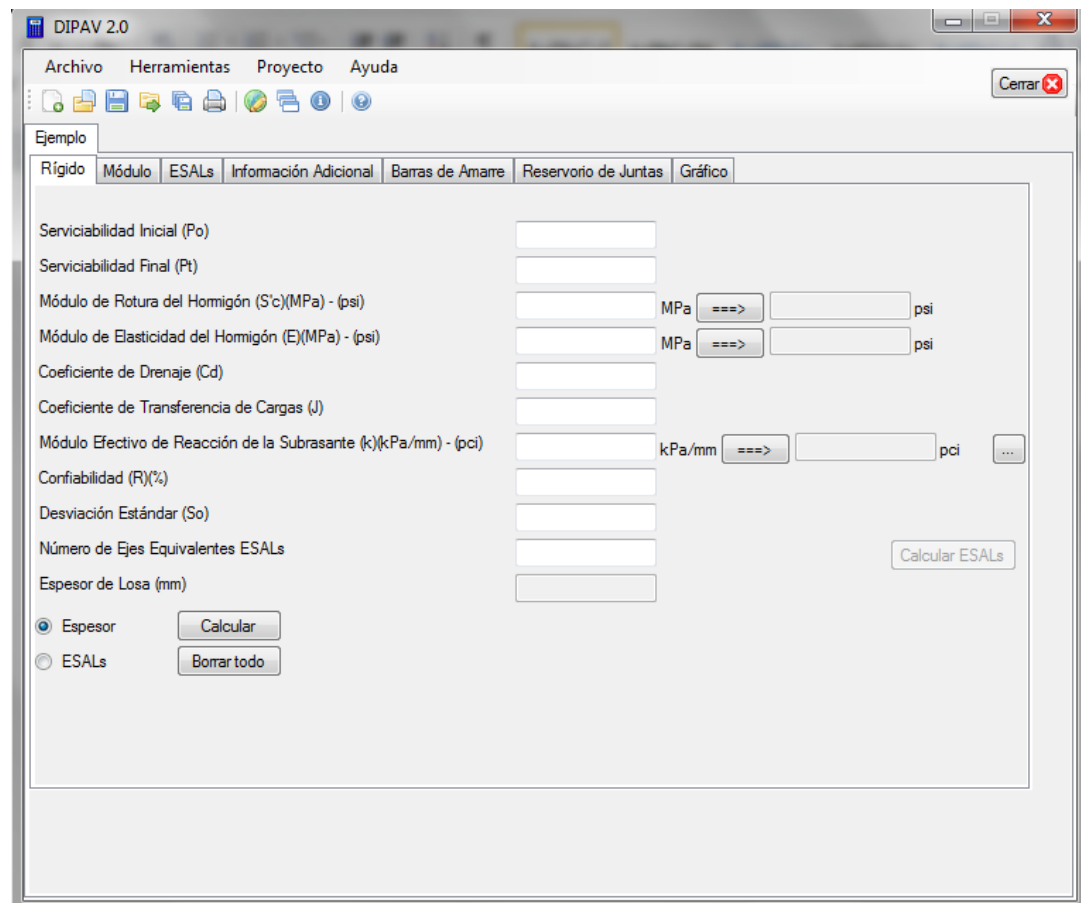 DIPAV 2.0
Archivo Herramientas Proyecto Ayuda
Cerrar
Ejemplo
Rígido Módulo ESALs Información Adicional Barras de Amarre Reservorio de Juntas Gráfico
Serviciabilidad Inicial (Po)
Serviciabilidad Final (Pt)
Módulo de Rotura del Hormigón (S'c)(MPa) - (psi) MPa ===> psi
Módulo de Elasticidad del Hormigón (E)(MPa) - (psi) MPa ===> psi
Coeficiente de Drenaje (Cd)
Coeficiente de Transferencia de Cargas (J)
Módulo Efectivo de Reacción de la Subrasante (k)(kPa/mm) - (pci) kPa/mm ===> pci ...
Confiabilidad (R)(%)
Desviación Estándar (So)
Número de Ejes Equivalentes ESALs Calcular ESALs
Espesor de Losa (mm)
Espesor Calcular
ESALs Borrar todo